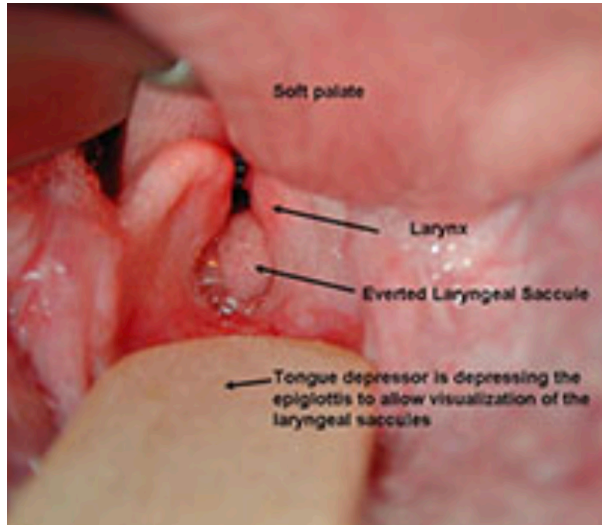 Soft palate
Larynx
Everted Laryngeal Saccule
Tongue depressor is depressing the
epiglottis to allow visualization of the
laryngeal saccules